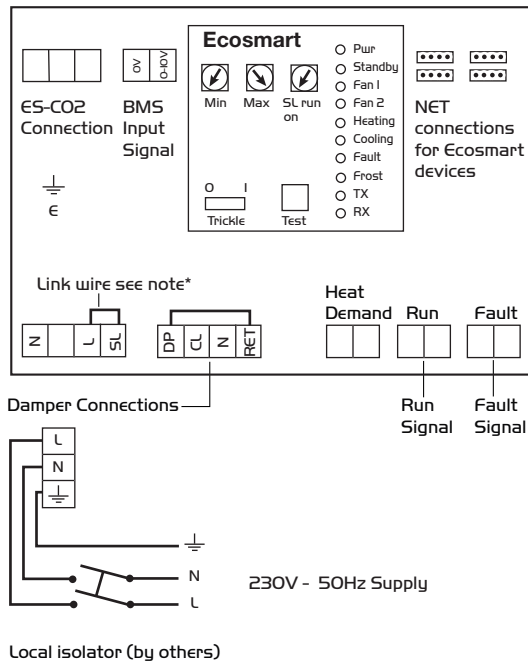 Ecosmart
0V
0-10V
ES-CO2
Connection
BMS
Input
Signal
Min
Max
SL run
on
Pwr
Standby
Fan 1
Fan 2
Heating
Cooling
Fault
Frost
TX
RX
NET
connections
for Ecosmart
devices
E
O
I
Trickle
Test
Link wire see note*
N
L
SL
DP
CL
N
RET
Heat
Demand
Run
Fault
Damper Connections
Run
Signal
Fault
Signal
L
N
N
L
230V - 50Hz Supply
Local isolator (by others)